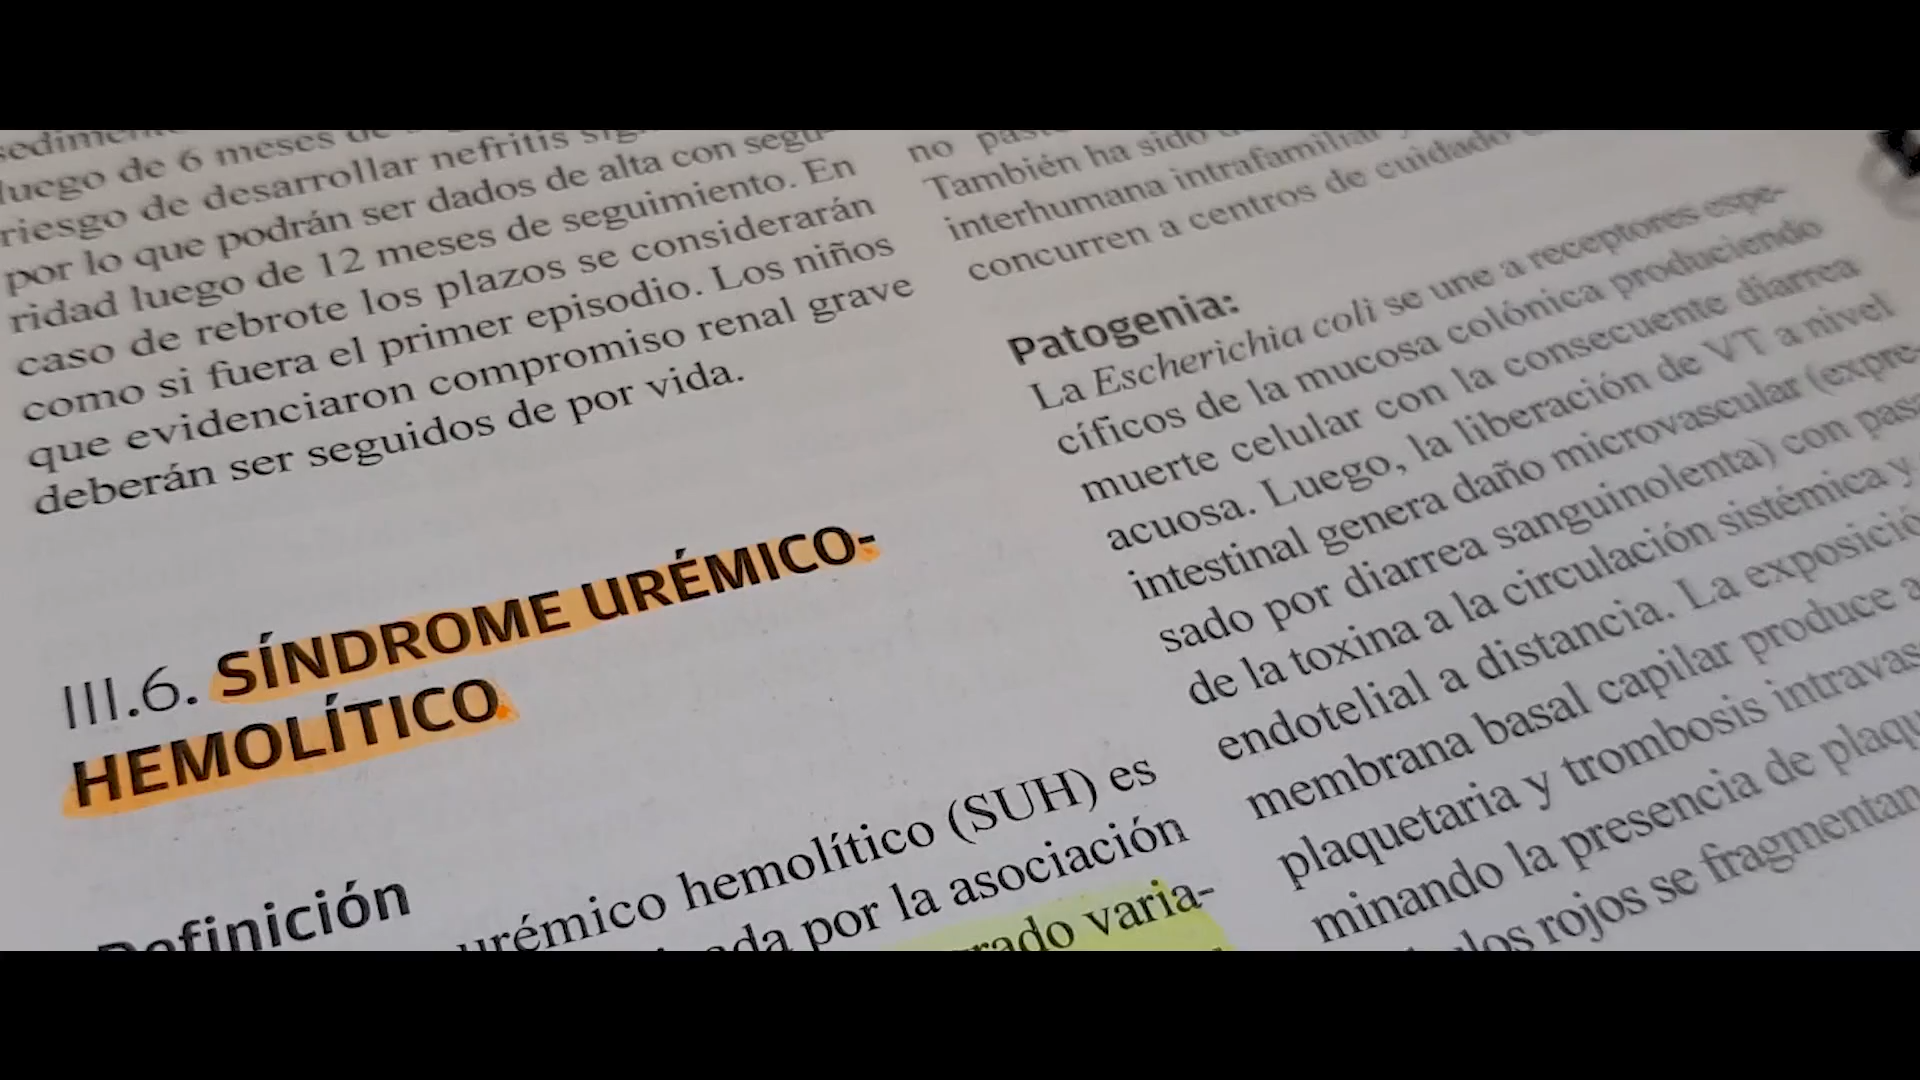 luego de 6 meses de
riesgo de desarrollar nefritis
por lo que podrán ser dados de alta con segu-
ridad luego de 12 meses de seguimiento. En
caso de rebrote los plazos se considerarán
como si fuera el primer episodio. Los niños
que evidenciaron compromiso renal grave
deberán ser seguidos de por vida.
III.6. SÍNDROME URÉMICO-
HEMOLÍTICO
Definición
urémico hemolítico (SUH) es
por la asociación
grado varia-
no
También ha sido
interhumana intrafamiliar
concurren a centros de cuidado
Patogenia:
La Escherichia coli se une a receptores espe-
cíficos de la mucosa colónica produciendo
muerte celular con la consecuente diarrea
acuosa. Luego, la liberación de VT a nivel
intestinal genera daño microvascular (expre-
sado por diarrea sanguinolenta) con
de la toxina a la circulación sistémica y
endotelial a distancia. La
membrana basal capilar produce
plaquetaria y trombosis
minando la presencia de
rojos se fragmentan